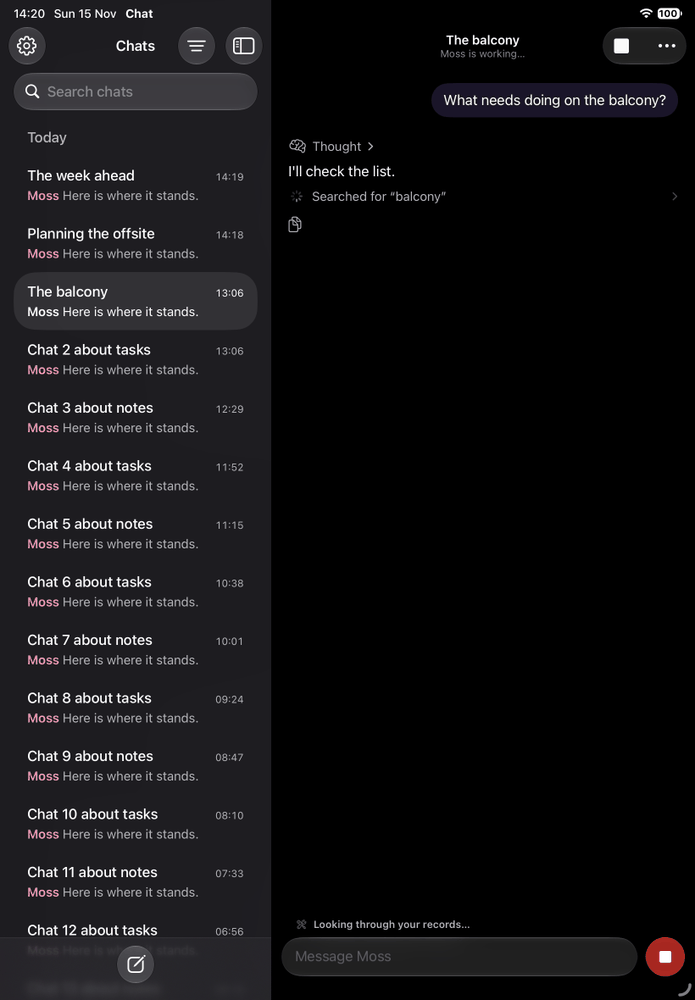 14:20 Sun 15 Nov Chat
100
Chats
Search chats
Today
The week ahead 14:19
Moss Here is where it stands.
Planning the offsite 14:18
Moss Here is where it stands.
The balcony 13:06
Moss Here is where it stands.
Chat 2 about tasks 13:06
Moss Here is where it stands.
Chat 3 about notes 12:29
Moss Here is where it stands.
Chat 4 about tasks 11:52
Moss Here is where it stands.
Chat 5 about notes 11:15
Moss Here is where it stands.
Chat 6 about tasks 10:38
Moss Here is where it stands.
Chat 7 about notes 10:01
Moss Here is where it stands.
Chat 8 about tasks 09:24
Moss Here is where it stands.
Chat 9 about notes 08:47
Moss Here is where it stands.
Chat 10 about tasks 08:10
Moss Here is where it stands.
Chat 11 about notes 07:33
Moss Here is where it stands.
Chat 12 about tasks 06:56
Moss Here is where it stands.
The balcony
Moss is working...
What needs doing on the balcony?
Thought
I'll check the list.
Searched for “balcony”
Looking through your records...
Message Moss